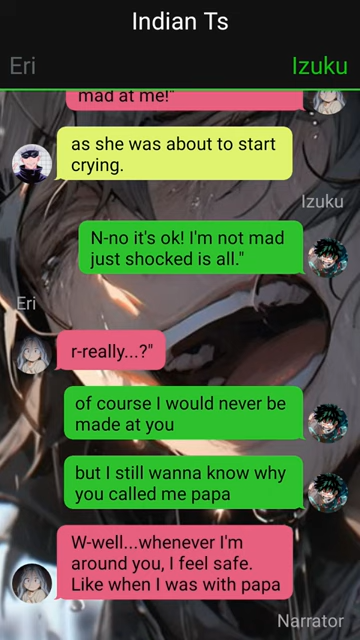 Indian Ts
Eri
Izuku
mad at me!"
as she was about to start
crying.
Izuku
N-no it's ok! I'm not mad
just shocked is all."
Eri
r-really...?"
of course I would never be
made at you
but I still wanna know why
you called me papa
W-well...whenever I'm
around you, I feel safe.
Like when I was with papa
Narrator